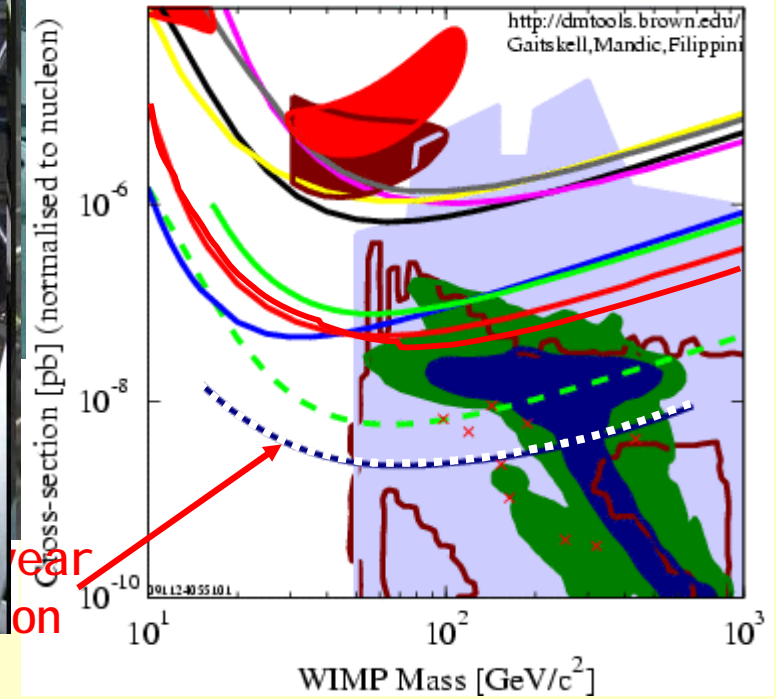 http://dmtools.brown.edu/
Gaitskell,Mandic,Filippini
Cross-section [pb] (normalised to nucleon)
10^-6
10^-8
10^-10
091124055101
10^1
10^2
10^3
WIMP Mass [GeV/c^2]
year
on